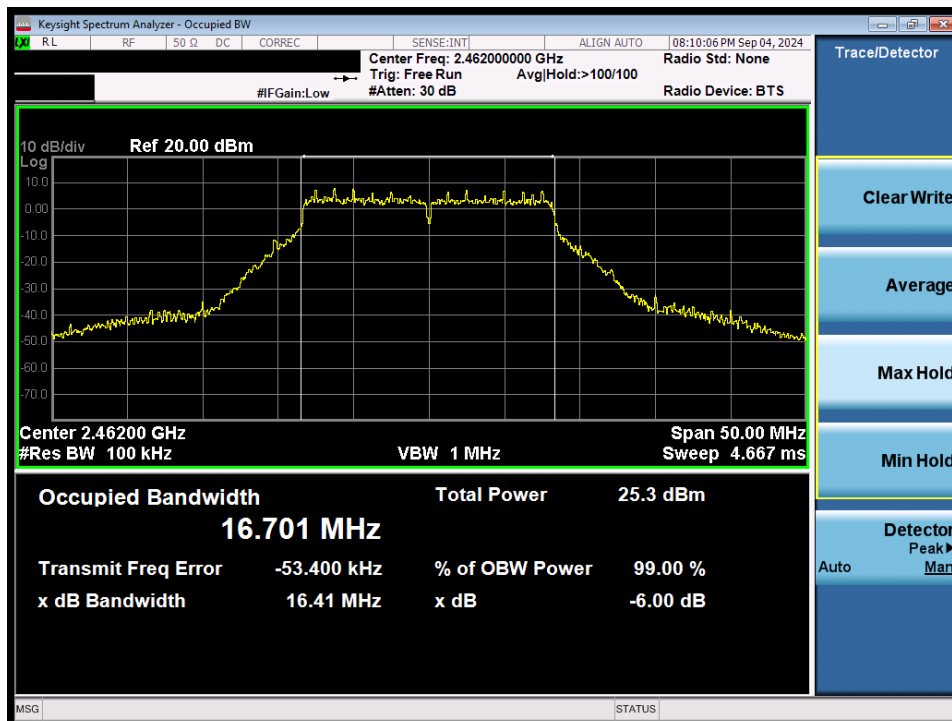 Keysight Spectrum Analyzer - Occupied BW
LXI RL RF 50 Ω DC CORREC SENSE:INT ALIGN AUTO 08:10:06 PM Sep 04, 2024
Center Freq: 2.462000000 GHz Radio Std: None
Trig: Free Run Avg|Hold:>100/100
#IFGain:Low #Atten: 30 dB Radio Device: BTS
10 dB/div Ref 20.00 dBm
Log
10.0
0.00
-10.0
-20.0
-30.0
-40.0
-50.0
-60.0
-70.0
Center 2.46200 GHz Span 50.00 MHz
#Res BW 100 kHz VBW 1 MHz Sweep 4.667 ms
Occupied Bandwidth Total Power 25.3 dBm
16.701 MHz
Transmit Freq Error -53.400 kHz % of OBW Power 99.00 %
x dB Bandwidth 16.41 MHz x dB -6.00 dB
Trace/Detector
Clear Write
Average
Max Hold
Min Hold
Detector
Peak▶
Auto Man
MSG STATUS